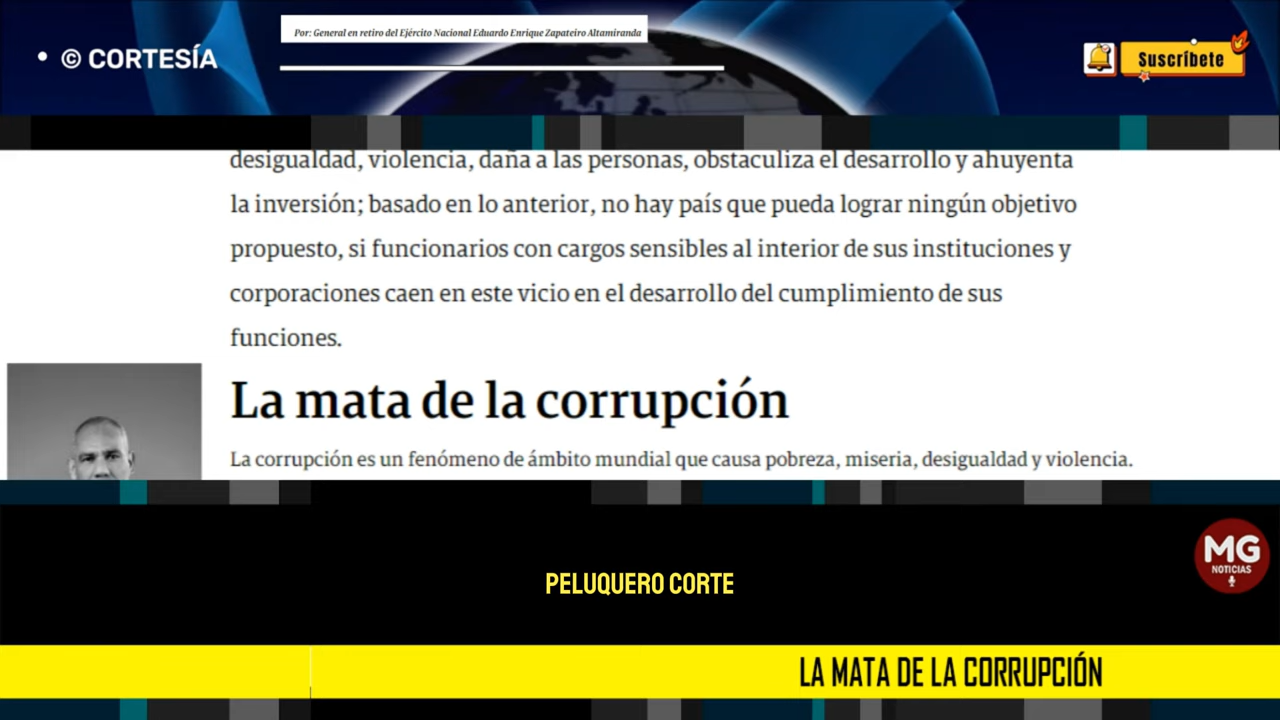 Por: General en retiro del Ejército Nacional Eduardo Enrique Zapateiro Altamiranda
• © CORTESÍA
Suscríbete
desigualdad, violencia, daña a las personas, obstaculiza el desarrollo y ahuyenta
la inversión; basado en lo anterior, no hay país que pueda lograr ningún objetivo
propuesto, si funcionarios con cargos sensibles al interior de sus instituciones y
corporaciones caen en este vicio en el desarrollo del cumplimiento de sus
funciones.
La mata de la corrupción
La corrupción es un fenómeno de ámbito mundial que causa pobreza, miseria, desigualdad y violencia.
MG
NOTICIAS
PELUQUERO CORTE
LA MATA DE LA CORRUPCIÓN